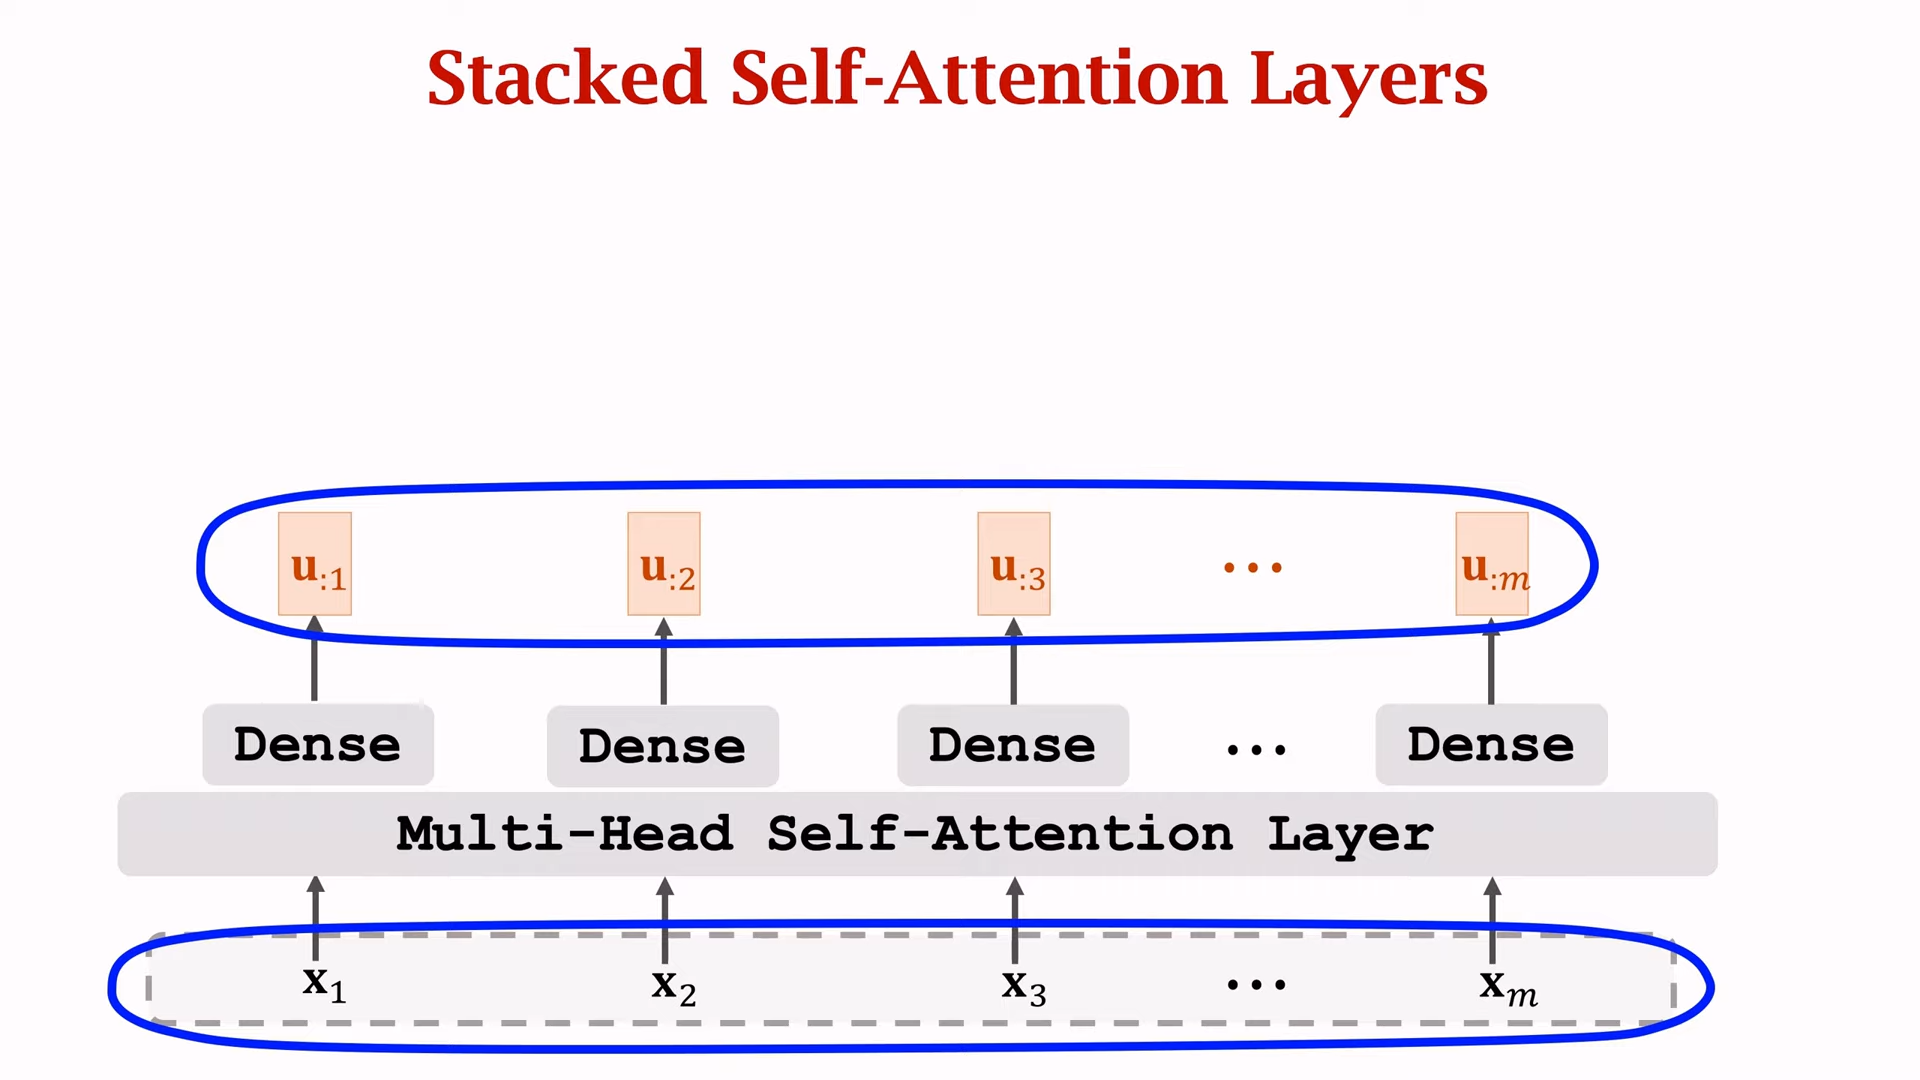 Stacked Self-Attention Layers
u:1 u:2 u:3 ... u:m
Dense Dense Dense ... Dense
Multi-Head Self-Attention Layer
x1 x2 x3 ... xm